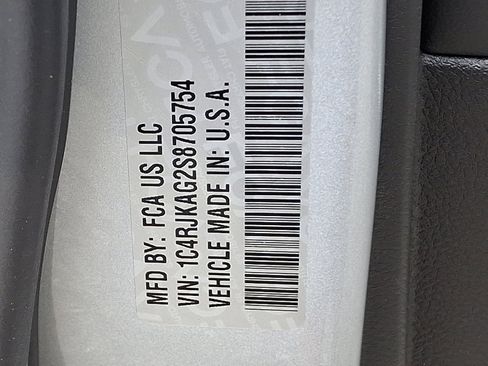 MFD BY: FCA US LLC
VIN: 1C4RJKAG2S8705754
VEHICLE MADE IN: U.S.A.